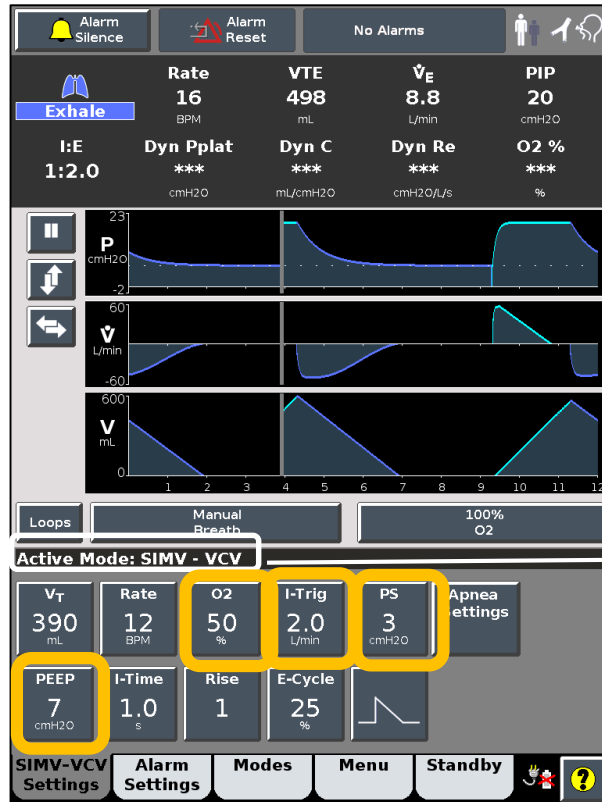 Alarm Silence
Alarm Reset
No Alarms
Exhale
Rate
16
BPM
VTE
498
mL
V̇E
8.8
L/min
PIP
20
cmH2O
I:E
1:2.0
Dyn Pplat
***
cmH2O
Dyn C
***
mL/cmH2O
Dyn Re
***
cmH2O/L/s
O2 %
***
%
23
P
cmH2O
-2
60
V̇
L/min
-60
600
V
mL
0
1 2 3 4 5 6 7 8 9 10 11 12
Loops
Manual
Breath
100%
O2
Active Mode: SIMV - VCV
VT
390
mL
Rate
12
BPM
O2
50
%
I-Trig
2.0
L/min
PS
3
cmH2O
Apnea
ettings
PEEP
7
cmH2O
I-Time
1.0
s
Rise
1
E-Cycle
25
%
SIMV-VCV
Settings
Alarm
Settings
Modes
Menu
Standby
?